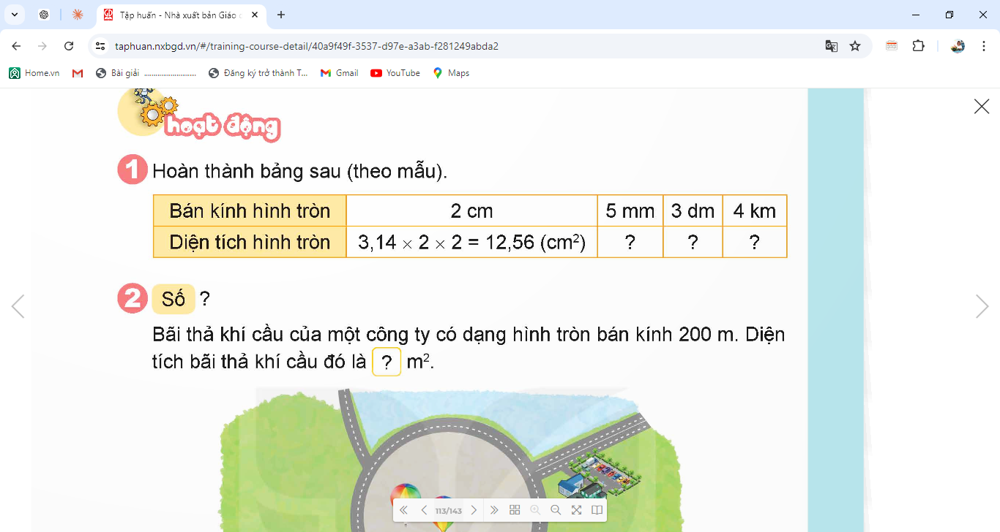 Tập huấn - Nhà xuất bản Giáo d
taphuan.nxbgd.vn/#/training-course-detail/40a9f49f-3537-d97e-a3ab-f281249abda2
Home.vn Bài giải ........................... Đăng ký trở thành T... Gmail YouTube Maps
hoạt động
1 Hoàn thành bảng sau (theo mẫu).
Bán kính hình tròn 2 cm 5 mm 3 dm 4 km
Diện tích hình tròn 3,14 × 2 × 2 = 12,56 (cm²) ? ? ?
2 Số ?
Bãi thả khí cầu của một công ty có dạng hình tròn bán kính 200 m. Diện
tích bãi thả khí cầu đó là ? m².
113/143